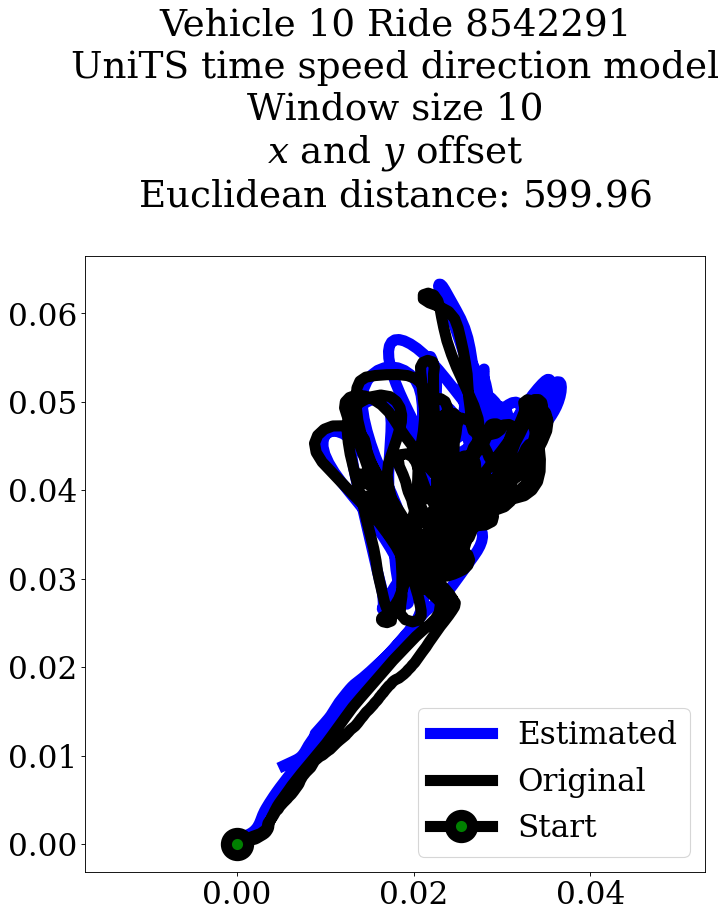 Vehicle 10 Ride 8542291
UniTS time speed direction model
Window size 10
x and y offset
Euclidean distance: 599.96
0.06
0.05
0.04
0.03
0.02
0.01
0.00
Estimated
Original
Start
0.00 0.02 0.04